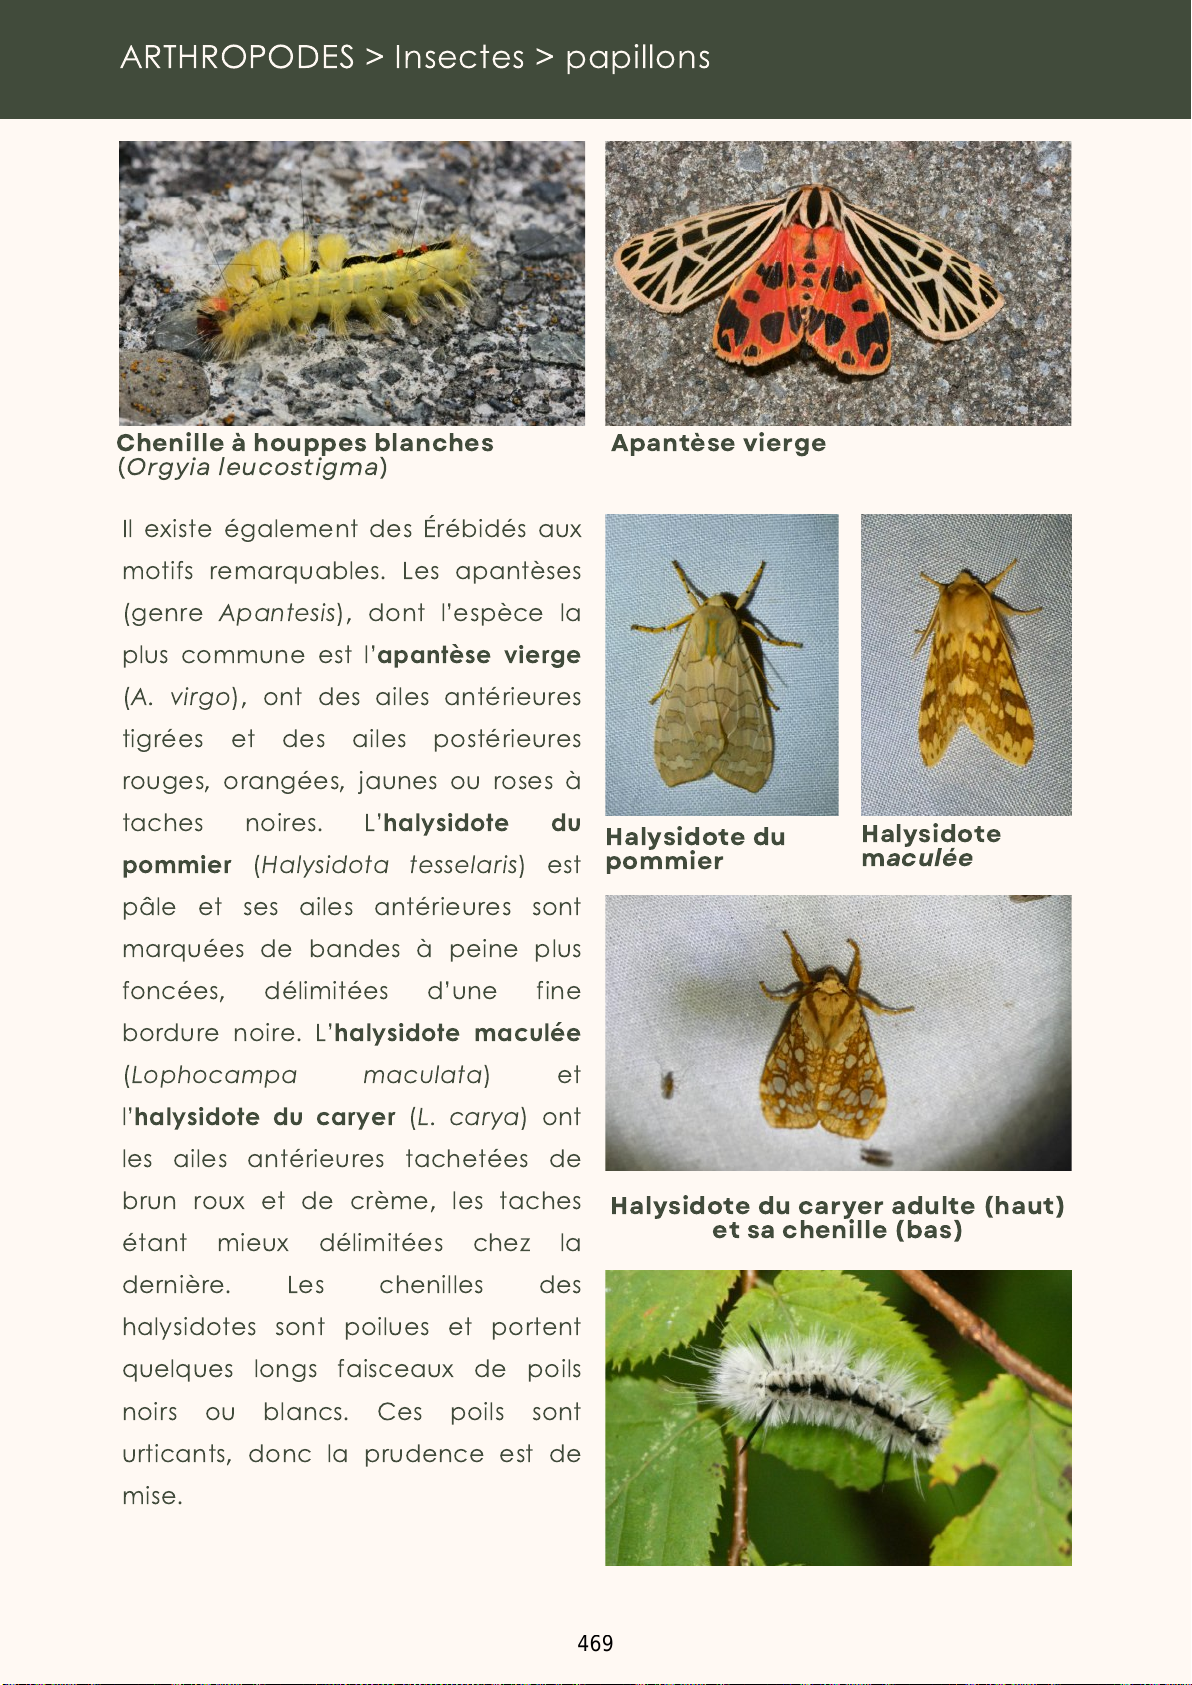 ARTHROPODES > Insectes > papillons
Chenille à houppes blanches
(Orgyia leucostigma)
Apantèse vierge
Il existe également des Érébidés aux
motifs remarquables. Les apantèses
(genre Apantesis), dont l'espèce la
plus commune est l'apantèse vierge
(A. virgo), ont des ailes antérieures
tigrées et des ailes postérieures
rouges, orangées, jaunes ou roses à
taches noires. L'halysidote du
pommier (Halysidota tesselaris) est
pâle et ses ailes antérieures sont
marquées de bandes à peine plus
foncées, délimitées d'une fine
bordure noire. L'halysidote maculée
(Lophocampa maculata) et
l'halysidote du caryer (L. carya) ont
les ailes antérieures tachetées de
brun roux et de crème, les taches
étant mieux délimitées chez la
dernière. Les chenilles des
halysidotes sont poilues et portent
quelques longs faisceaux de poils
noirs ou blancs. Ces poils sont
urticants, donc la prudence est de
mise.
Halysidote du
pommier
Halysidote
maculée
Halysidote du caryer adulte (haut)
et sa chenille (bas)
469